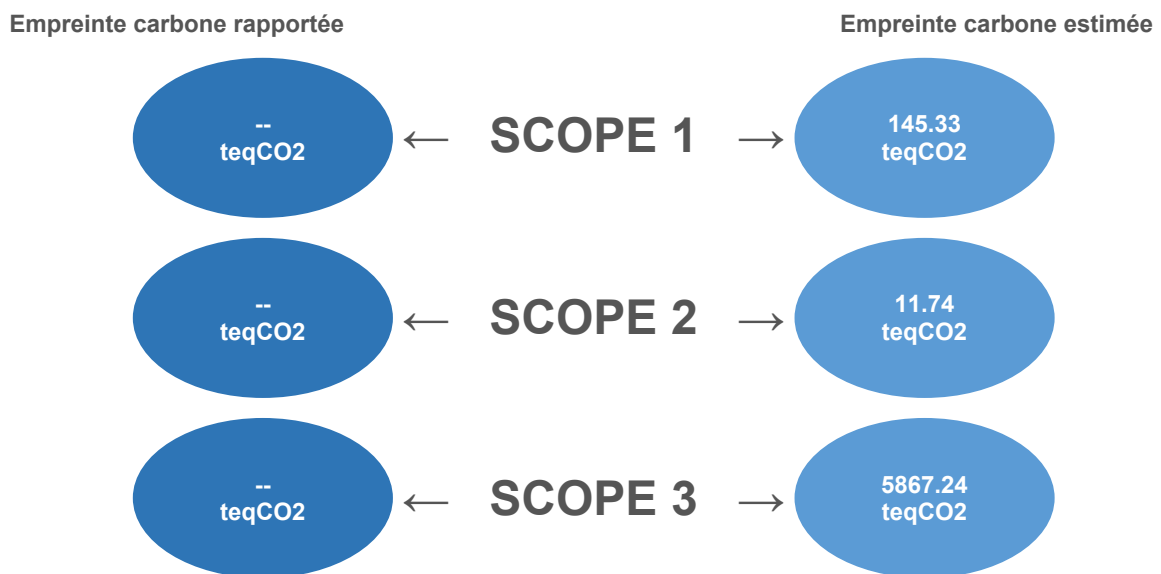 Empreinte carbone rapportée
Empreinte carbone estimée
--
teqCO2
← SCOPE 1 →
145.33
teqCO2
--
teqCO2
← SCOPE 2 →
11.74
teqCO2
--
teqCO2
← SCOPE 3 →
5867.24
teqCO2